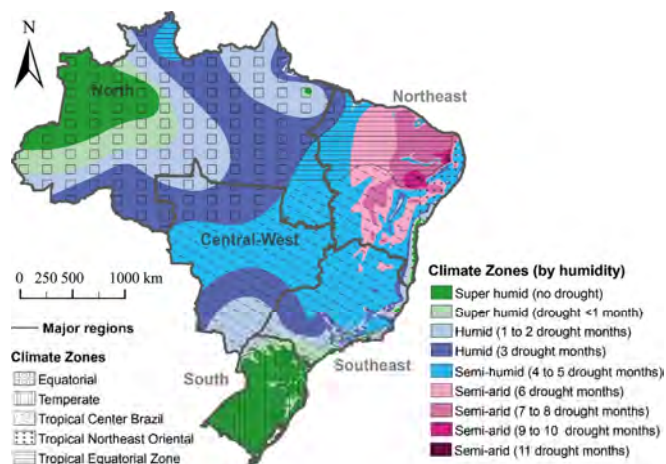 N
North
Northeast
Central-West
0 250 500 1000 km
Major regions
Climate Zones
Equatorial
Temperate
Tropical Center Brazil
Tropical Northeast Oriental
Tropical Equatorial Zone
South
Southeast
Climate Zones (by humidity)
Super humid (no drought)
Super humid (drought <1 month)
Humid (1 to 2 drought months)
Humid (3 drought months)
Semi-humid (4 to 5 drought months)
Semi-arid (6 drought months)
Semi-arid (7 to 8 drought months)
Semi-arid (9 to 10 drought months)
Semi-arid (11 drought months)